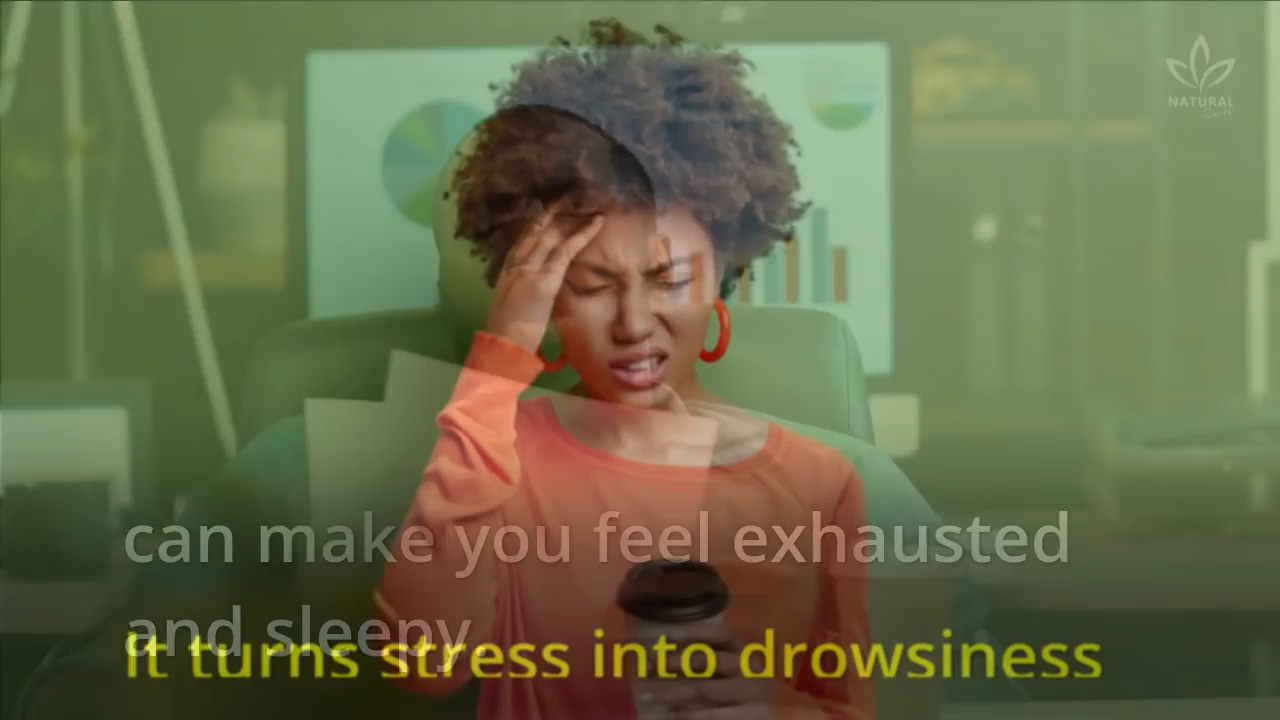 NATURAL
can make you feel exhausted
and sleepy
It turns stress into drowsiness